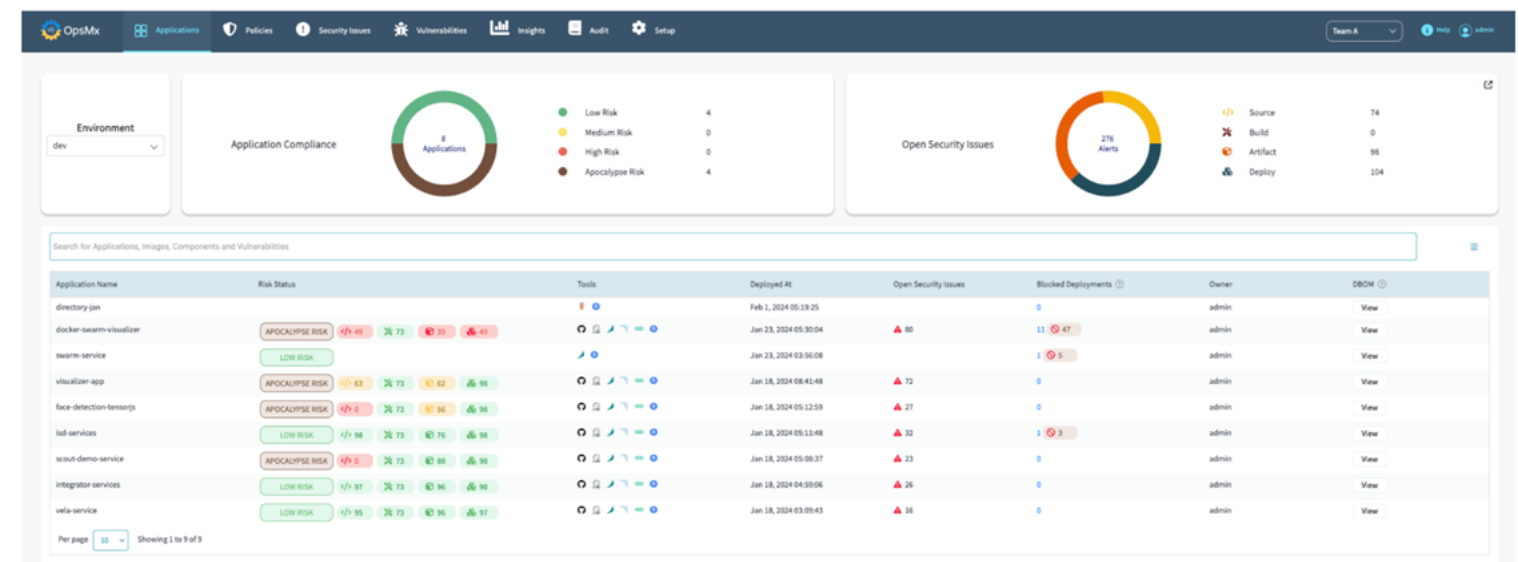 OpsMx Applications Policies Security Issues Vulnerabilities Insights Audit Setup Team A Help admin
Environment
dev
Application Compliance
8
Applications
Low Risk 4
Medium Risk 0
High Risk 0
Apocalypse Risk 4
Open Security Issues
276
Alerts
Source 74
Build 0
Artifact 98
Deploy 104
Search for Applications, Images, Components and Vulnerabilities
Application Name Risk Status Tools Deployed At Open Security Issues Blocked Deployments Owner DBOM
directory-jan Feb 1, 2024 05:19:25 0 admin View
docker-swarm-visualizer APOCALYPSE RISK 49 73 39 49 Jan 23, 2024 05:30:04 80 11 47 admin View
swarm-service LOW RISK Jan 23, 2024 03:56:08 1 5 admin View
visualizer-app APOCALYPSE RISK 63 73 62 98 Jan 18, 2024 08:41:48 72 0 admin View
face-detection-tensorjs APOCALYPSE RISK 0 73 56 98 Jan 18, 2024 05:12:59 27 0 admin View
isd-services LOW RISK 98 73 76 98 Jan 18, 2024 05:11:48 32 1 3 admin View
scout-demo-service APOCALYPSE RISK 0 73 88 98 Jan 18, 2024 05:08:37 23 0 admin View
integrator-services LOW RISK 97 73 96 98 Jan 18, 2024 04:59:06 26 0 admin View
vela-service LOW RISK 95 73 96 97 Jan 18, 2024 03:09:43 16 0 admin View
Per page 10 Showing 1 to 9 of 9